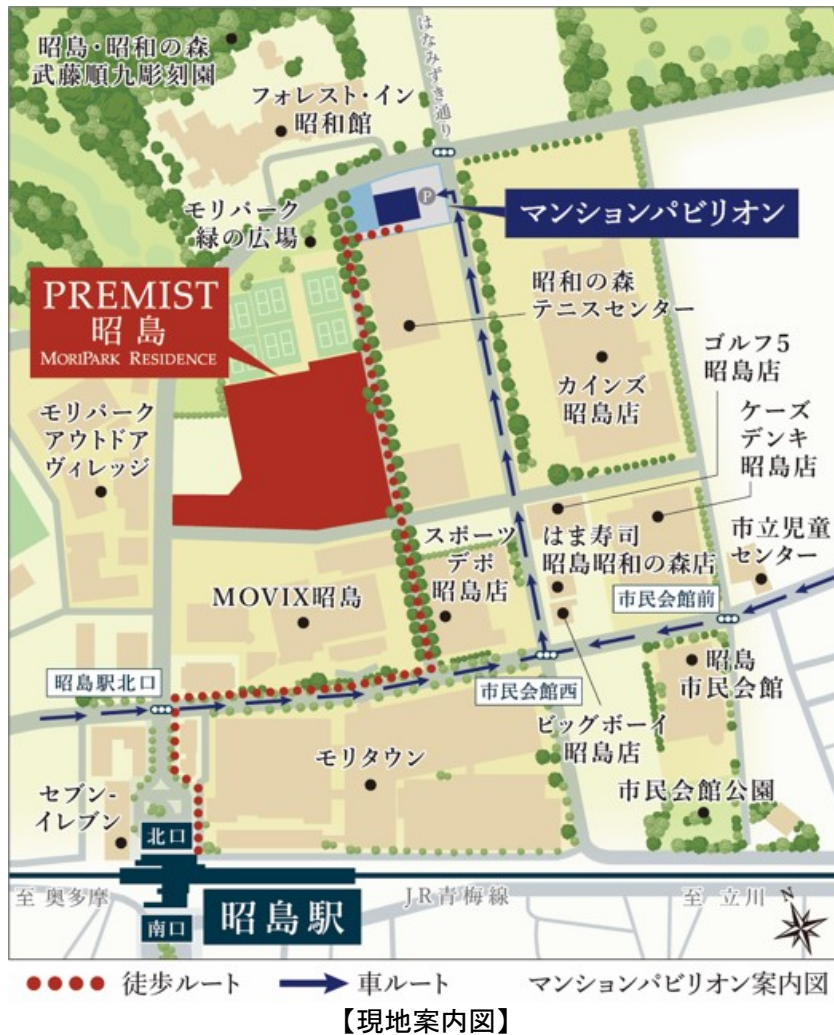 昭島・昭和の森
武藤順九彫刻園
はなみずき通り
フォレスト・イン
昭和館
P
モリパーク
緑の広場
マンションパビリオン
PREMIST
昭島
MORIPARK RESIDENCE
昭和の森
テニスセンター
ゴルフ5
昭島店
カインズ
昭島店
ケーズ
デンキ
昭島店
モリパーク
アウトドア
ヴィレッジ
スポーツ
デポ
昭島店
はま寿司
昭島昭和の森店
市立児童
センター
MOVIX昭島
市民会館前
昭島駅北口
市民会館西
昭島
市民会館
ビッグボーイ
昭島店
モリタウン
セブン-
イレブン
市民会館公園
北口
至 奥多摩
JR青梅線
至 立川
N
南口
昭島駅
徒歩ルート
車ルート
マンションパビリオン案内図
【現地案内図】